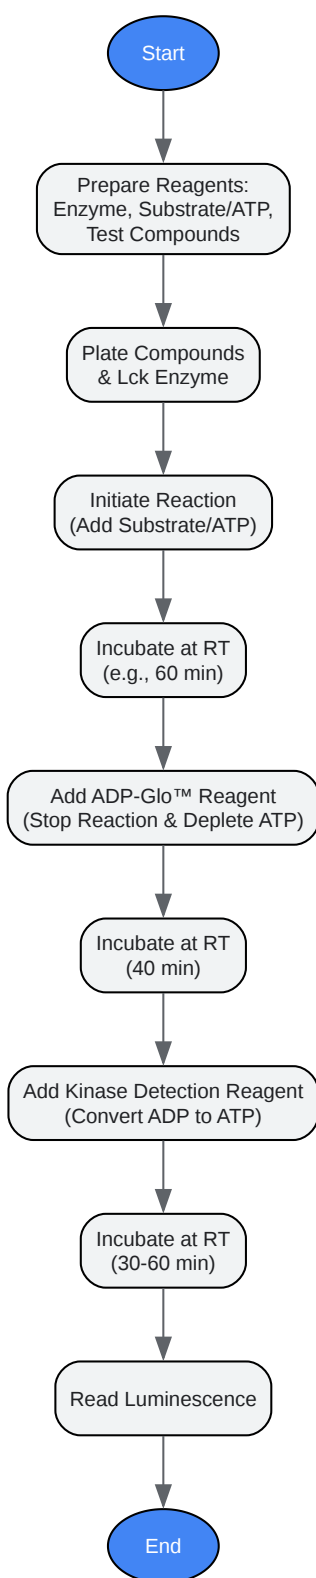 Start
Prepare Reagents:
Enzyme, Substrate/ATP,
Test Compounds
Plate Compounds
& Lck Enzyme
Initiate Reaction
(Add Substrate/ATP)
Incubate at RT
(e.g., 60 min)
Add ADP-Glo™ Reagent
(Stop Reaction & Deplete ATP)
Incubate at RT
(40 min)
Add Kinase Detection Reagent
(Convert ADP to ATP)
Incubate at RT
(30-60 min)
Read Luminescence
End